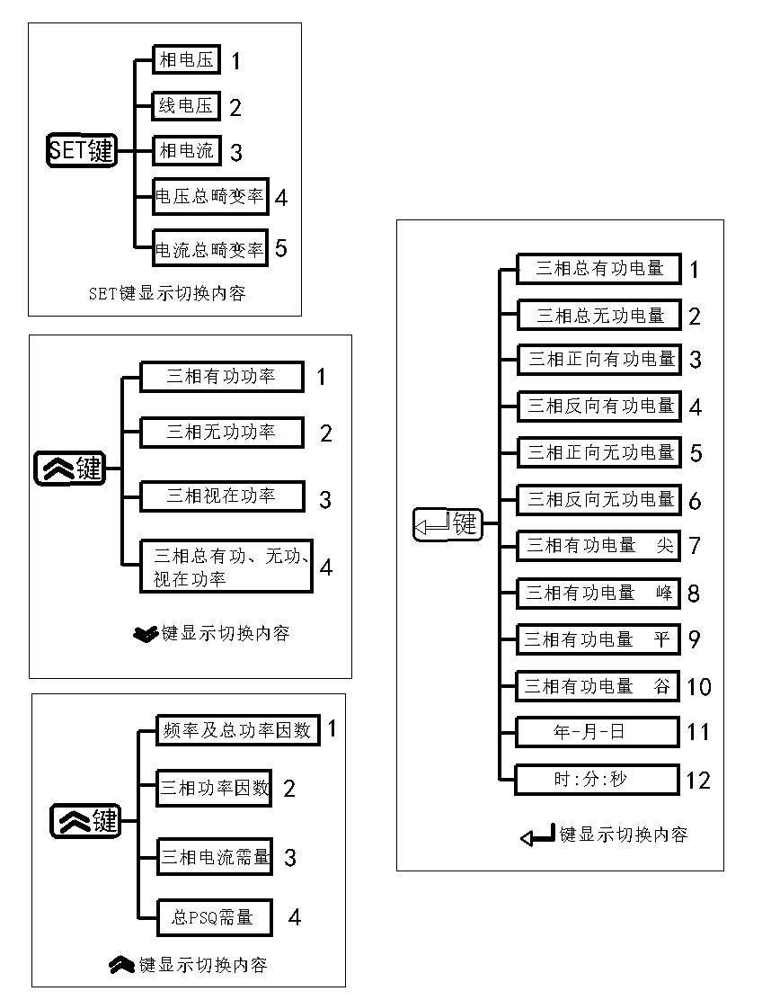 相电压 1
线电压 2
SET键
相电流 3
电压总畸变率 4
电流总畸变率 5
SET键显示切换内容
三相有功功率 1
三相无功功率 2
键
三相视在功率 3
三相总有功、无功、
视在功率 4
键显示切换内容
频率及总功率因数 1
三相功率因数 2
键
三相电流需量 3
总PSQ需量 4
键显示切换内容
三相总有功电量 1
三相总无功电量 2
三相正向有功电量 3
三相反向有功电量 4
三相正向无功电量 5
三相反向无功电量 6
键
三相有功电量 尖 7
三相有功电量 峰 8
三相有功电量 平 9
三相有功电量 谷 10
年-月-日 11
时:分:秒 12
键显示切换内容